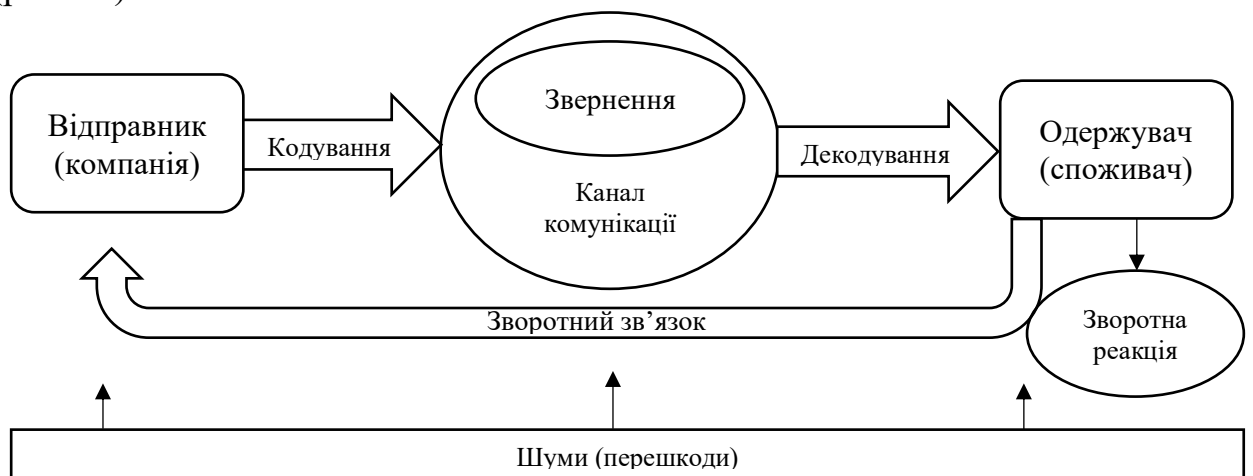 Звернення
Відправник
(компанія)
Кодування
Канал
комунікації
Декодування
Одержувач
(споживач)
Зворотний зв’язок
Зворотна
реакція
Шуми (перешкоди)